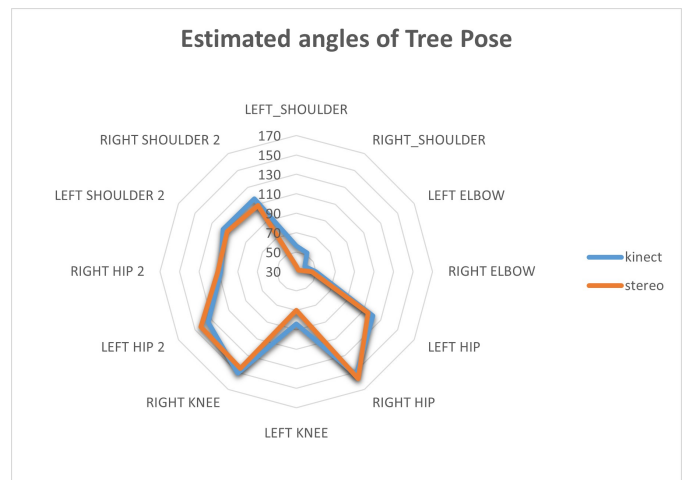 Estimated angles of Tree Pose
LEFT_SHOULDER
RIGHT SHOULDER 2
RIGHT_SHOULDER
LEFT SHOULDER 2
LEFT ELBOW
RIGHT HIP 2
RIGHT ELBOW
LEFT HIP 2
LEFT HIP
RIGHT KNEE
RIGHT HIP
LEFT KNEE
170
150
130
110
90
70
50
30
kinect
stereo